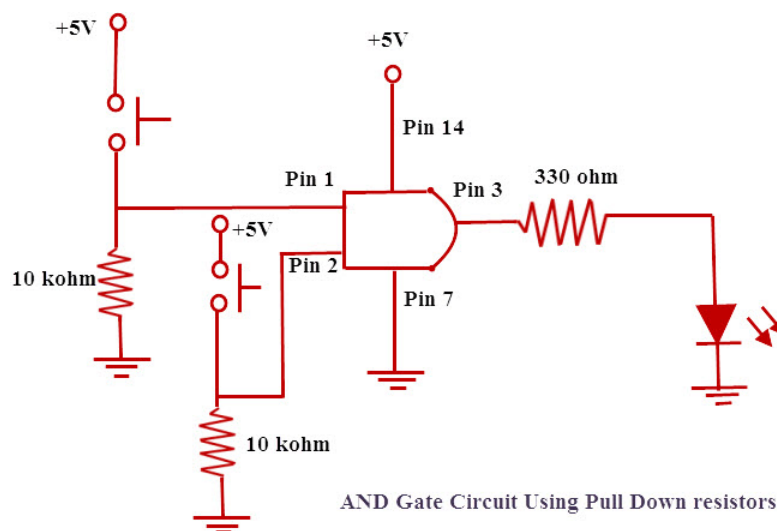 +5V
+5V
Pin 14
Pin 1
Pin 3
330 ohm
+5V
Pin 2
10 kohm
Pin 7
10 kohm
AND Gate Circuit Using Pull Down resistors